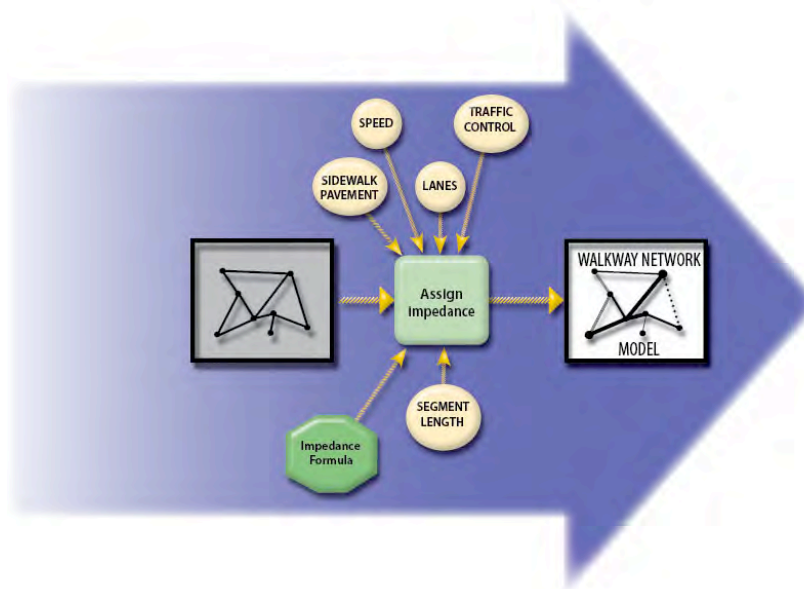 SPEED
TRAFFIC
CONTROL
SIDEWALK
PAVEMENT
LANES
WALKWAY NETWORK
Assign
impedance
MODEL
SEGMENT
LENGTH
Impedance
Formula